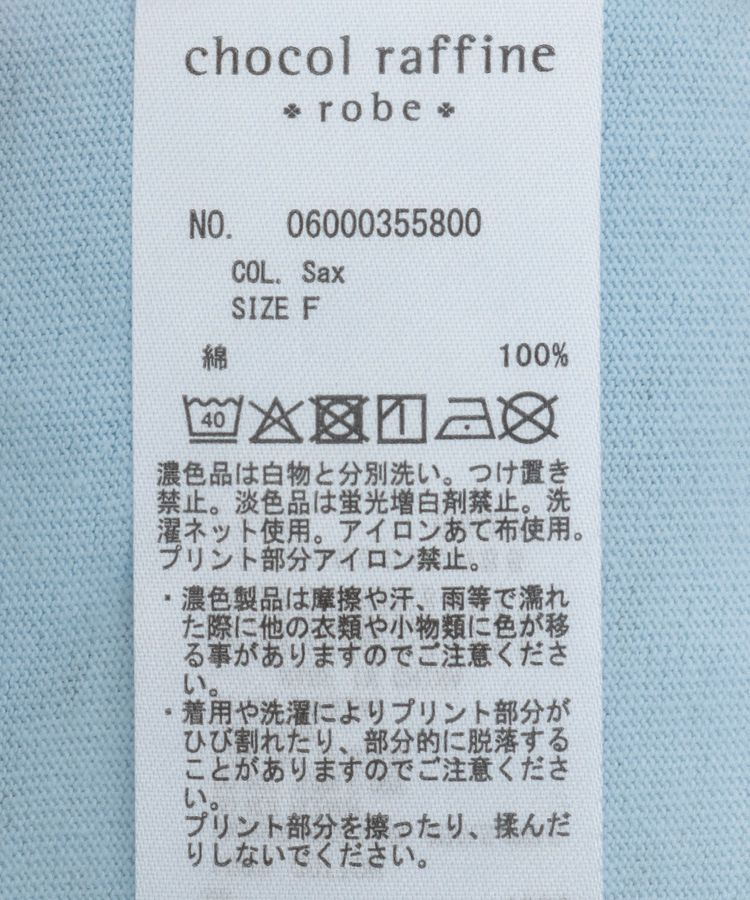 chocol raffine
robe
NO. 06000355800
COL. Sax
SIZE F
綿 100%
40
濃色品は白物と分別洗い。つけ置き
禁止。淡色品は蛍光増白剤禁止。洗
濯ネット使用。アイロンあて布使用。
プリント部分アイロン禁止。
・濃色製品は摩擦や汗、雨等で濡れ
た際に他の衣類や小物類に色が移
る事がありますのでご注意くださ
い。
・着用や洗濯によりプリント部分が
ひび割れたり、部分的に脱落する
ことがありますのでご注意くださ
い。
プリント部分を擦ったり、揉んだ
りしないでください。